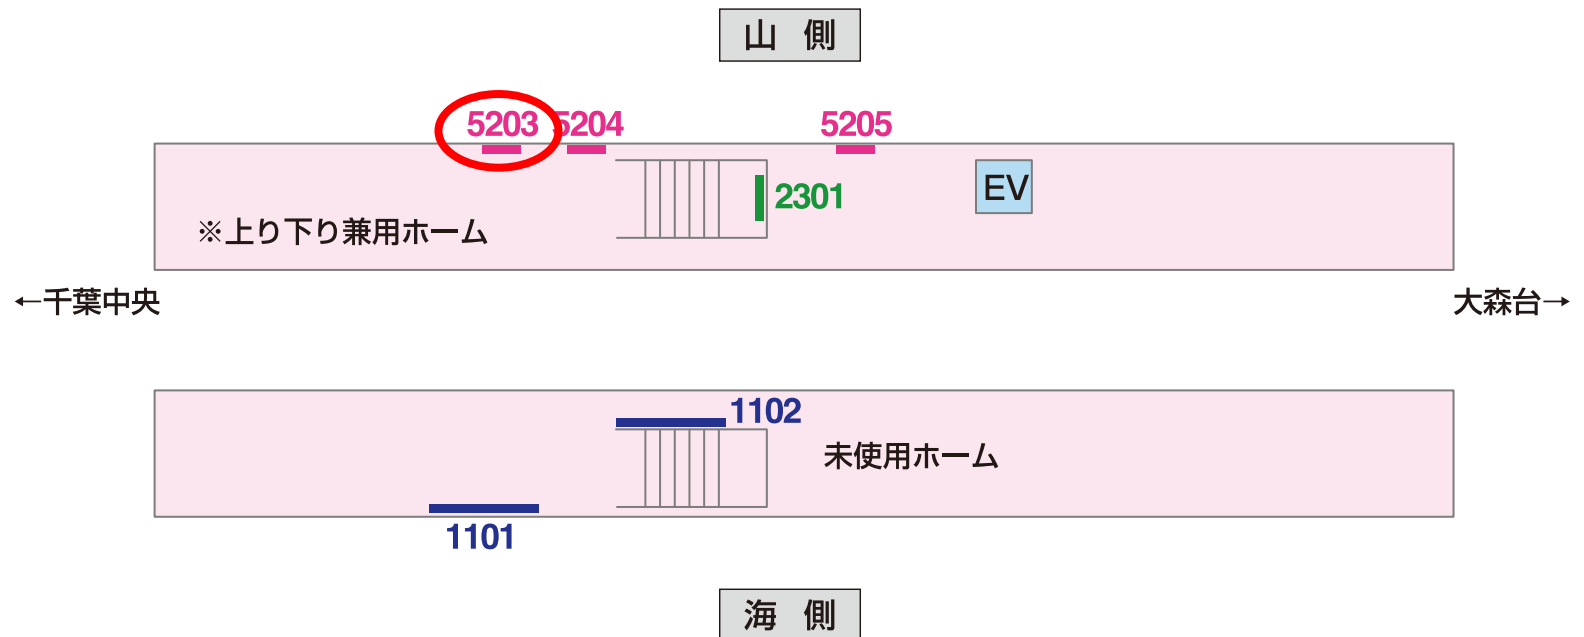 山 側
5203 5204 5205
2301
EV
※上り下り兼用ホーム
←千葉中央
大森台→
1102
未使用ホーム
1101
海 側